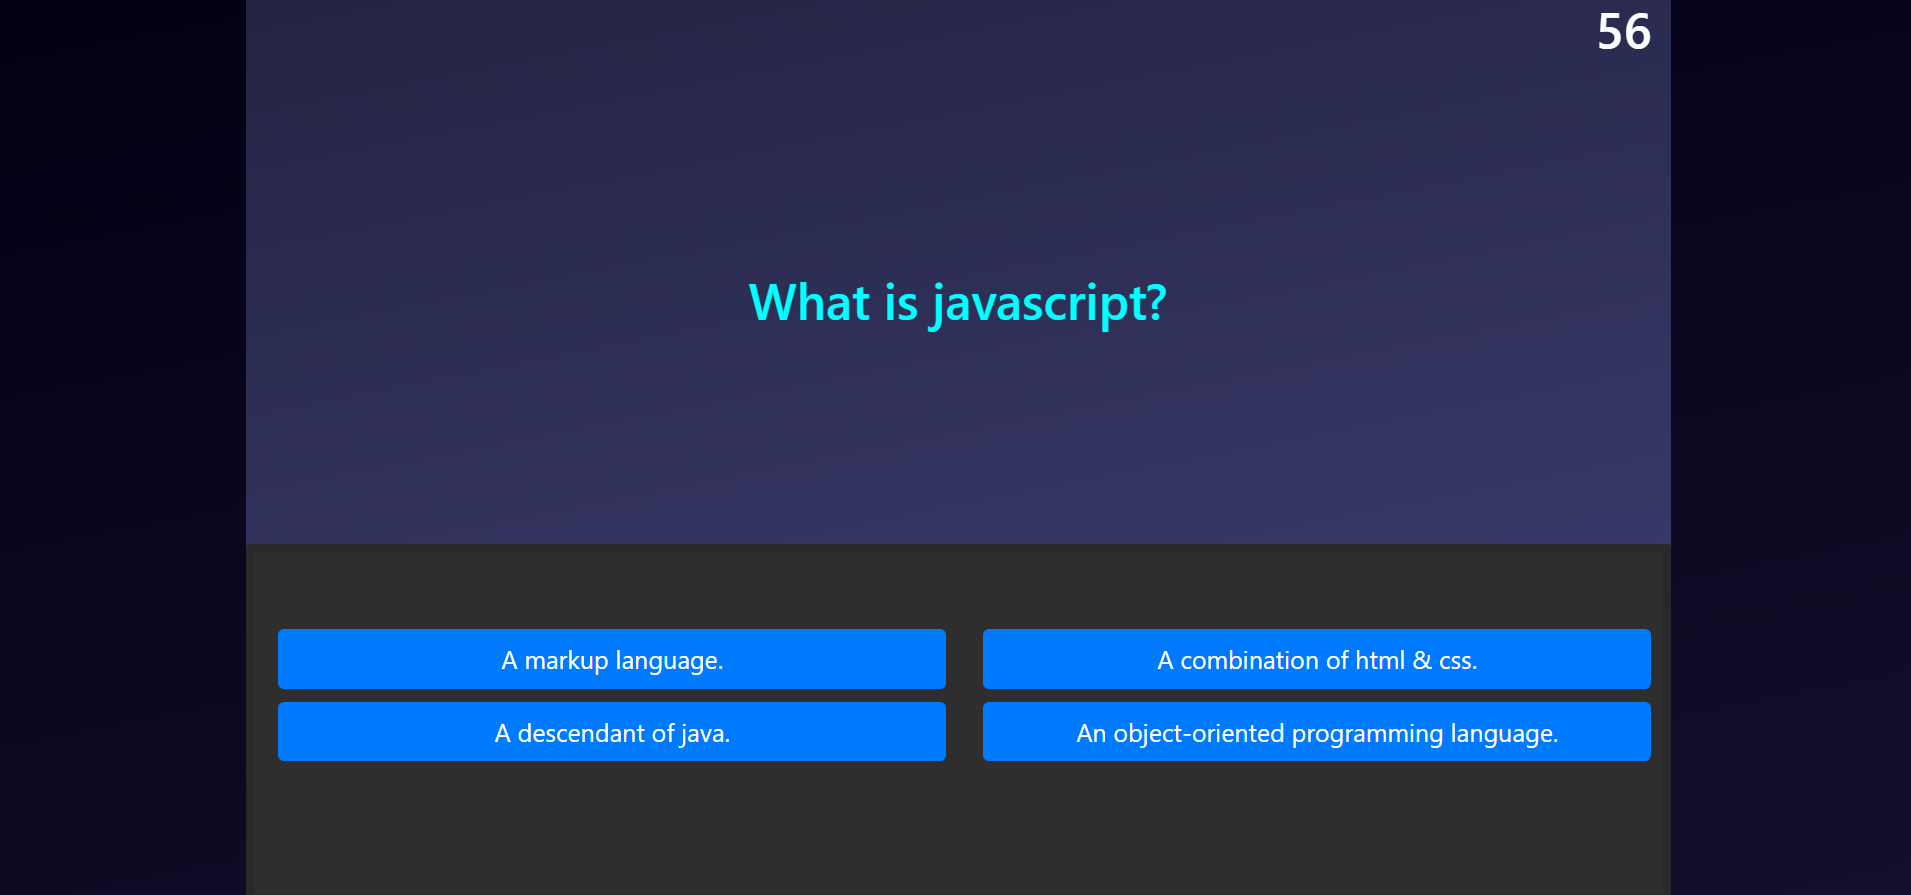 56
What is javascript?
A markup language.
A combination of html & css.
A descendant of java.
An object-oriented programming language.